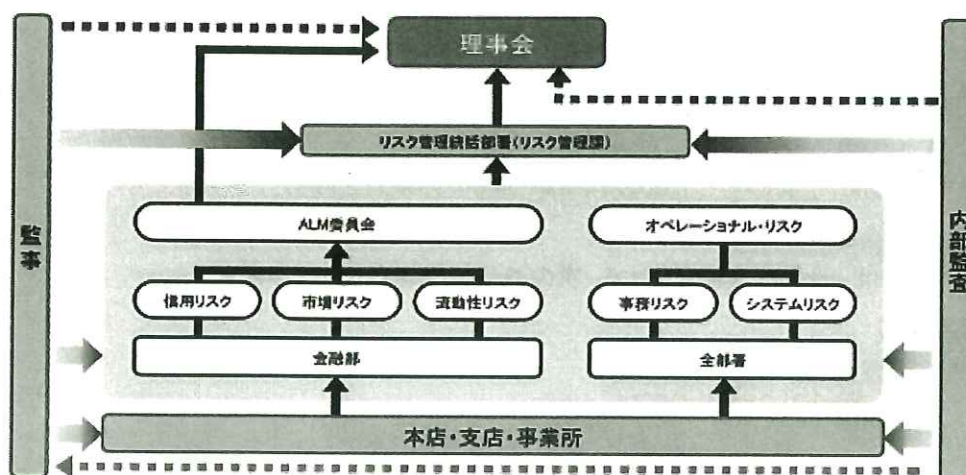 理事会
リスク管理統括部署(リスク管理課)
監事
内部監査
ALM委員会
オペレーショナル・リスク
信用リスク
市場リスク
流動性リスク
事務リスク
システムリスク
金融部
全部署
本店・支店・事業所